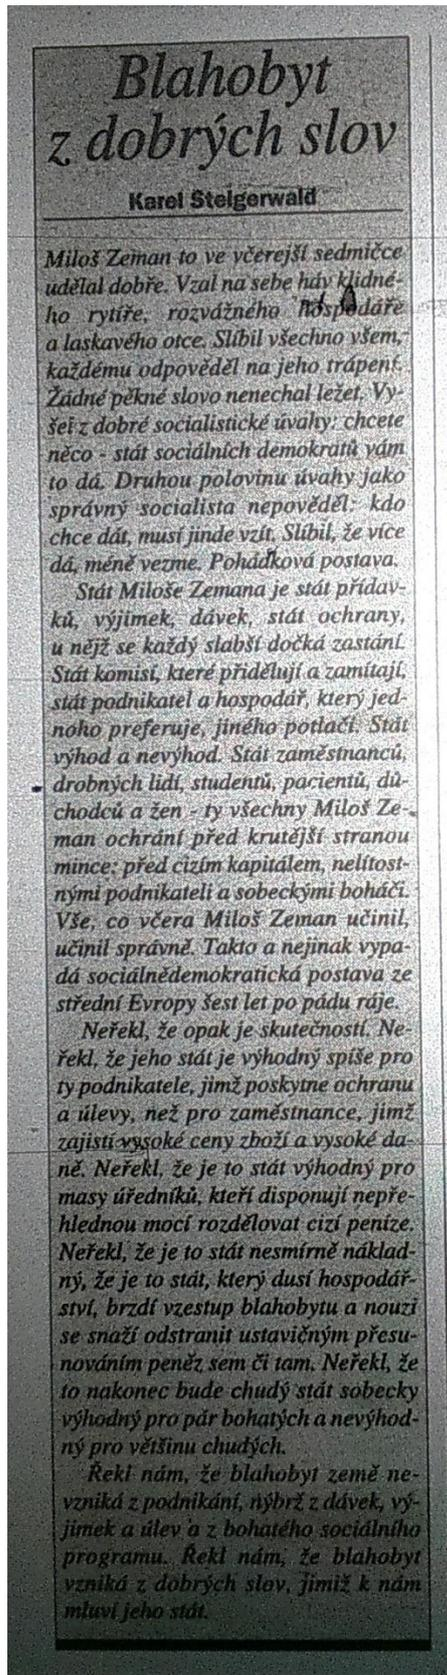 Blahobyt
z dobrých slov
Karel Steigerwald
Miloš Zeman to ve včerejší sedmičce
udělal dobře. Vzal na sebe háv klidné-
ho rytíře, rozvážného hospodáře
a laskavého otce. Slíbil všechno všem,
každému odpověděl na jeho trápení.
Žádné pěkné slovo nenechal ležet. Vy-
šel z dobré socialistické úvahy: chcete
něco - stát sociálních demokratů vám
to dá. Druhou polovinu úvahy jako
správný socialista nepověděl: kdo
chce dát, musí jinde vzít. Slíbil, že více
dá, méně vezme. Pohádková postava.
Stát Miloše Zemana je stát přídav-
ků, výjimek, dávek, stát ochrany,
u nějž se každý slabší dočká zastání.
Stát komisí, které přidělují a zamítají,
stát podnikatel a hospodář, který jed-
noho preferuje, jiného potlačí. Stát
výhod a nevýhod. Stát zaměstnanců,
drobných lidí, studentů, pacientů, dů-
chodců a žen - ty všechny Miloš Ze-
man ochrání před krutější stranou
mince: před cizím kapitálem, nelítost-
nými podnikateli a sobeckými boháči.
Vše, co včera Miloš Zeman učinil,
učinil správně. Takto a nejinak vypa-
dá sociálnědemokratická postava ze
střední Evropy šest let po pádu ráje.
Neřekl, že opak je skutečností. Ne-
řekl, že jeho stát je výhodný spíše pro
ty podnikatele, jimž poskytne ochranu
a úlevy, než pro zaměstnance, jimž
zajistí vysoké ceny zboží a vysoké da-
ně. Neřekl, že je to stát výhodný pro
masy úředníků, kteří disponují nepře-
hlednou mocí rozdělovat cizí peníze.
Neřekl, že je to stát nesmírně náklad-
ný, že je to stát, který dusí hospodář-
ství, brzdí vzestup blahobytu a nouzi
se snaží odstranit ustavičným přesu-
nováním peněz sem či tam. Neřekl, že
to nakonec bude chudý stát sobecky
výhodný pro pár bohatých a nevýhod-
ný pro většinu chudých.
Řekl nám, že blahobyt země ne-
vzniká z podnikání, nýbrž z dávek, vý-
jimek a úlev a z bohatého sociálního
programu. Řekl nám, že blahobyt
vzniká z dobrých slov, jimiž k nám
mluví jeho stát.